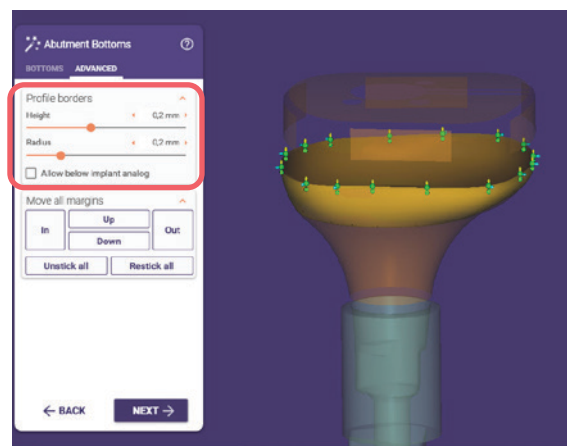 Abutment Bottoms
BOTTOMS ADVANCED
Profile borders
Height 0,2 mm
Radius 0,2 mm
Allow below implant analog
Move all margins
In Up Out
Down
Unstick all Restick all
← BACK NEXT →